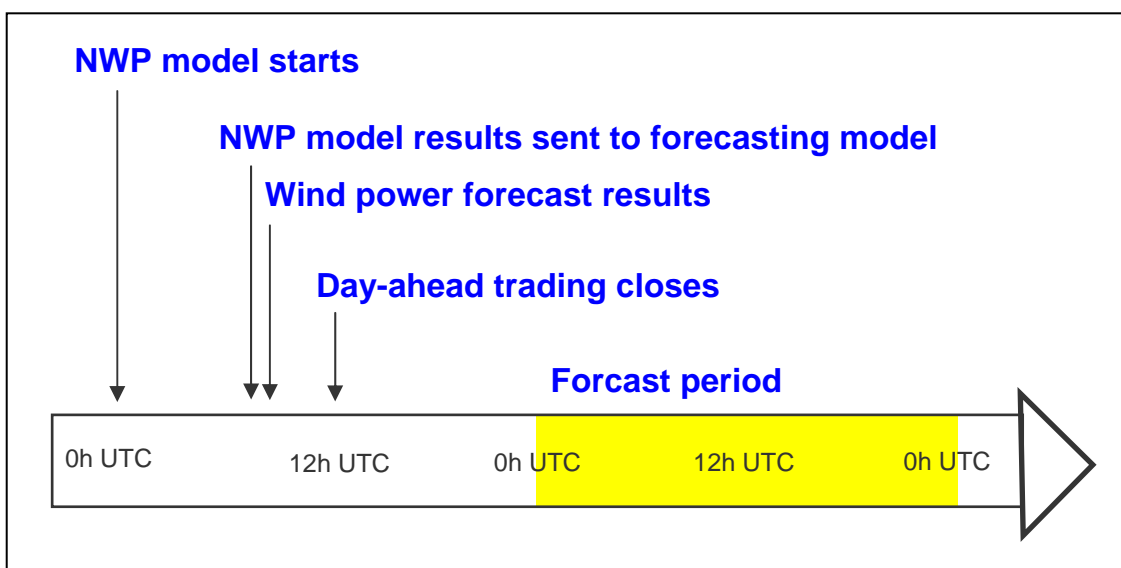 NWP model starts
NWP model results sent to forecasting model
Wind power forecast results
Day-ahead trading closes
Forcast period
0h UTC
12h UTC
0h UTC
12h UTC
0h UTC